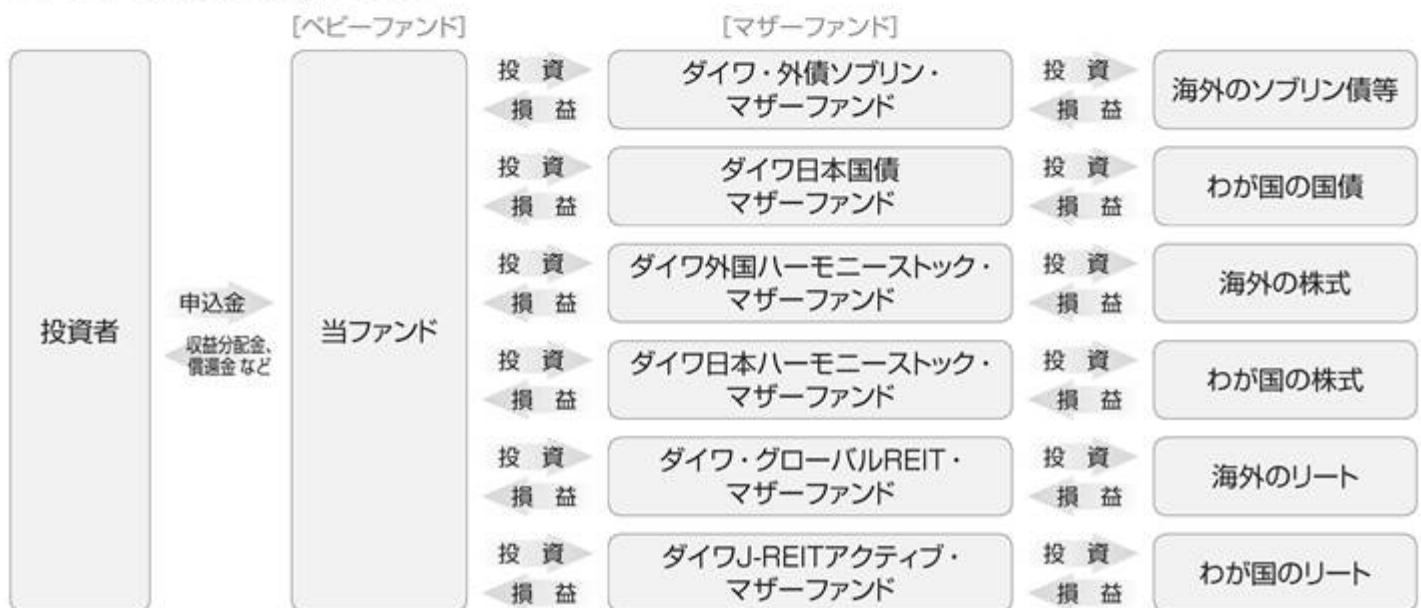 [ベビーファンド]
[マザーファンド]
投資者
申込金
収益分配金、
償還金 など
当ファンド
投 資
損 益
ダイワ・外債ソブリン・
マザーファンド
投 資
損 益
海外のソブリン債等
投 資
損 益
ダイワ日本国債
マザーファンド
投 資
損 益
わが国の国債
投 資
損 益
ダイワ外国ハーモニーストック・
マザーファンド
投 資
損 益
海外の株式
投 資
損 益
ダイワ日本ハーモニーストック・
マザーファンド
投 資
損 益
わが国の株式
投 資
損 益
ダイワ・グローバルREIT・
マザーファンド
投 資
損 益
海外のリート
投 資
損 益
ダイワJ-REITアクティブ・
マザーファンド
投 資
損 益
わが国のリート